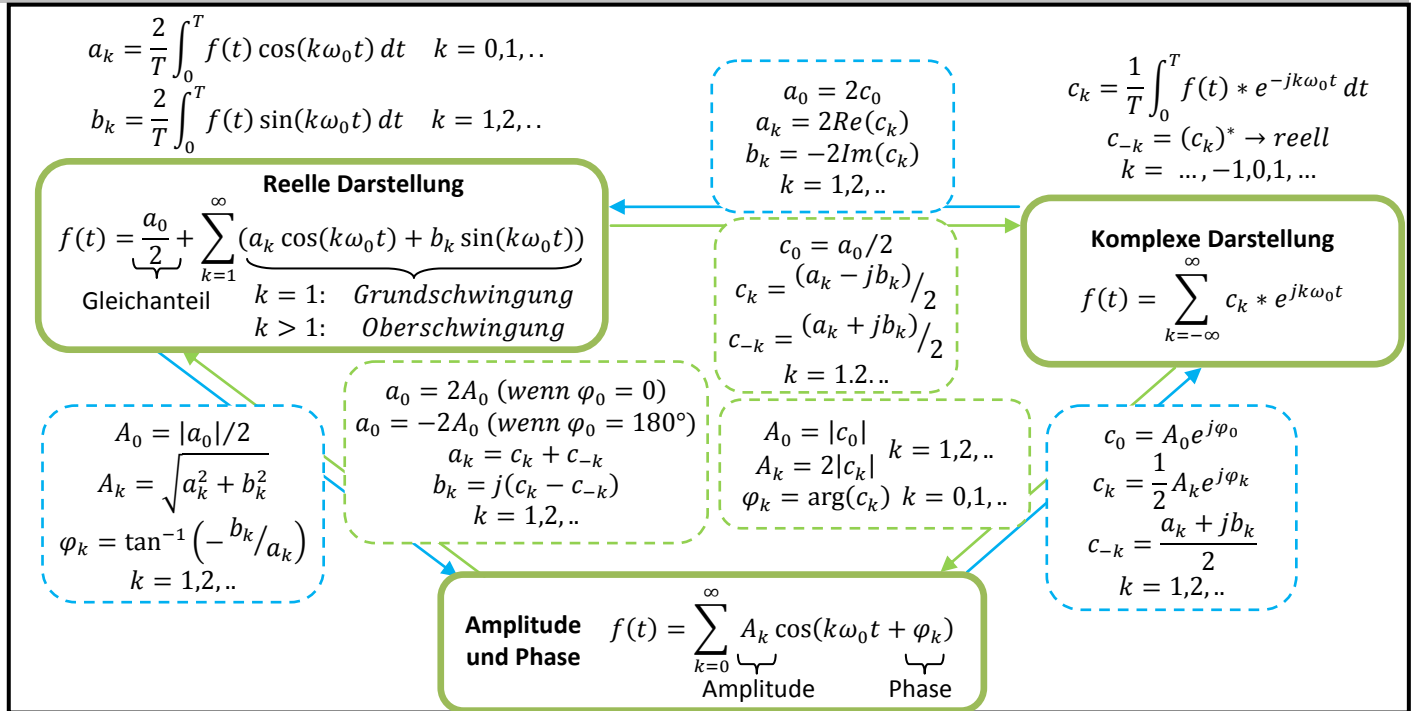 a_k = 2/T ∫_0^T f(t) cos(kω_0t) dt k = 0,1,..
b_k = 2/T ∫_0^T f(t) sin(kω_0t) dt k = 1,2,..
Reelle Darstellung
f(t) = a_0/2 + ∑_{k=1}^∞ (a_k cos(kω_0t) + b_k sin(kω_0t))
Gleichanteil
k = 1: Grundschwingung
k > 1: Oberschwingung
a_0 = 2c_0
a_k = 2Re(c_k)
b_k = −2Im(c_k)
k = 1,2,..
c_0 = a_0/2
c_k = (a_k − jb_k)/2
c_{−k} = (a_k + jb_k)/2
k = 1.2...
c_k = 1/T ∫_0^T f(t) ∗ e^{−jkω_0t} dt
c_{−k} = (c_k)^* → reell
k = …,−1,0,1,…
Komplexe Darstellung
f(t) = ∑_{k=−∞}^∞ c_k ∗ e^{jkω_0t}
A_0 = |a_0|/2
A_k = √(a_k^2 + b_k^2)
φ_k = tan^{−1}(−b_k/a_k)
k = 1,2,..
a_0 = 2A_0 (wenn φ_0 = 0)
a_0 = −2A_0 (wenn φ_0 = 180°)
a_k = c_k + c_{−k}
b_k = j(c_k − c_{−k})
k = 1,2,..
A_0 = |c_0|
A_k = 2|c_k| k = 1,2,..
φ_k = arg(c_k) k = 0,1,..
c_0 = A_0e^{jφ_0}
c_k = 1/2 A_ke^{jφ_k}
c_{−k} = (a_k + jb_k)/2
k = 1,2,..
Amplitude
und Phase
f(t) = ∑_{k=0}^∞ A_k cos(kω_0t + φ_k)
Amplitude Phase